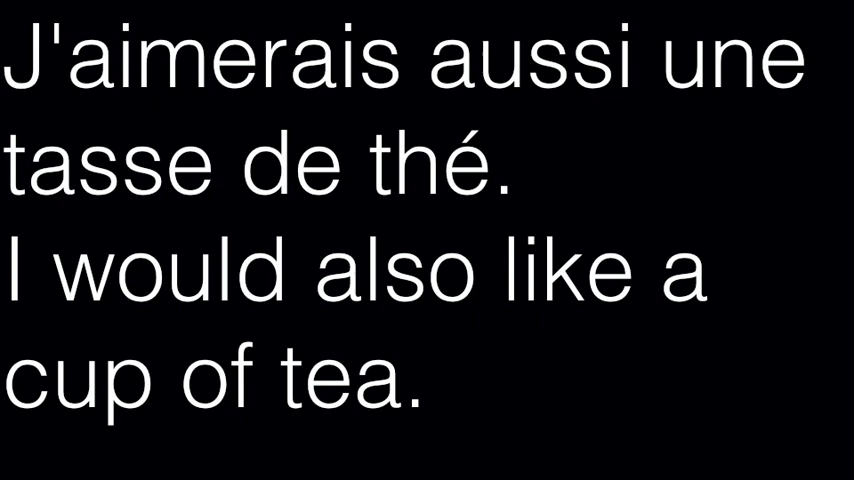 J'aimerais aussi une
tasse de thé.
I would also like a
cup of tea.